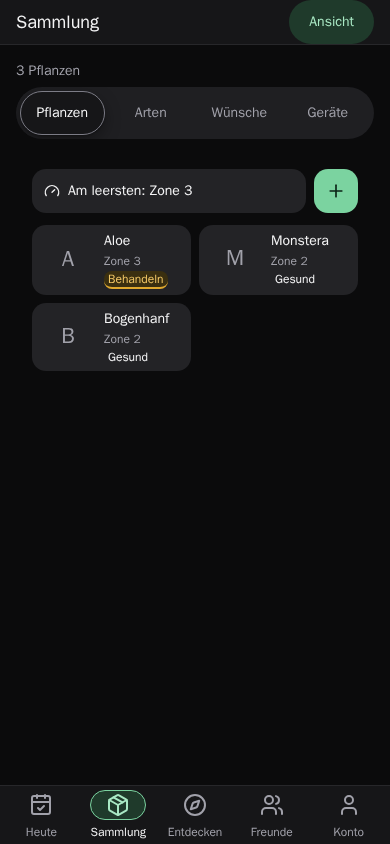 Sammlung
Ansicht
3 Pflanzen
Pflanzen
Arten
Wünsche
Geräte
Am leersten: Zone 3
A
Aloe
Zone 3
Behandeln
M
Monstera
Zone 2
Gesund
B
Bogenhanf
Zone 2
Gesund
Heute
Sammlung
Entdecken
Freunde
Konto